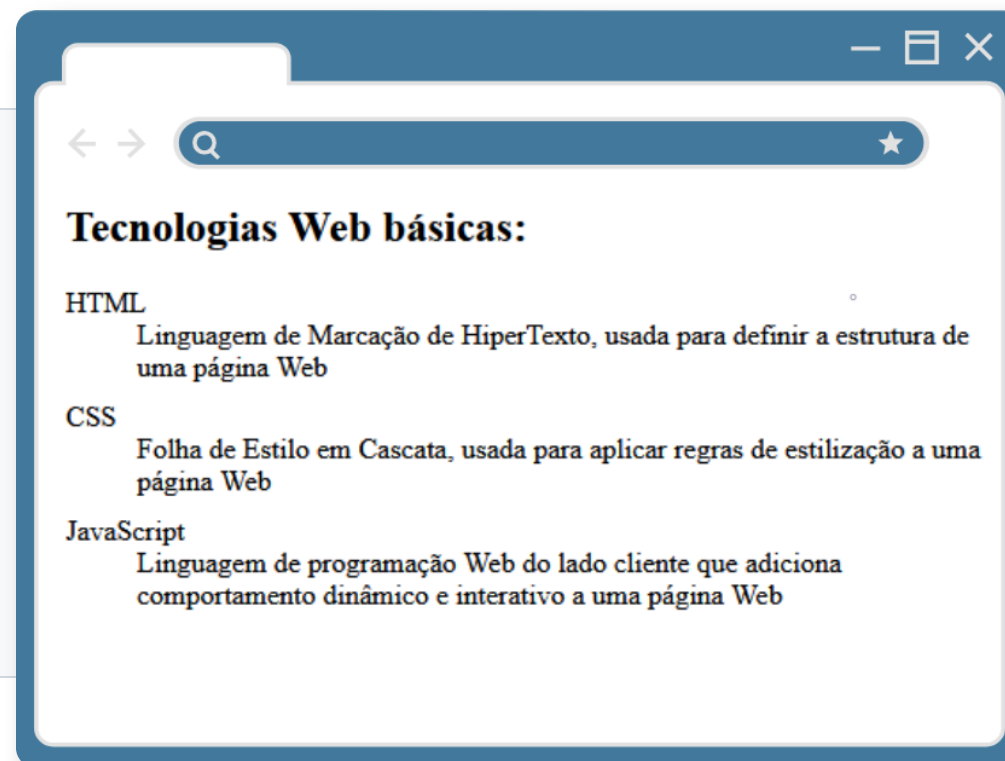 Tecnologias Web básicas:
HTML
Linguagem de Marcação de HiperTexto, usada para definir a estrutura de
uma página Web
CSS
Folha de Estilo em Cascata, usada para aplicar regras de estilização a uma
página Web
JavaScript
Linguagem de programação Web do lado cliente que adiciona
comportamento dinâmico e interativo a uma página Web